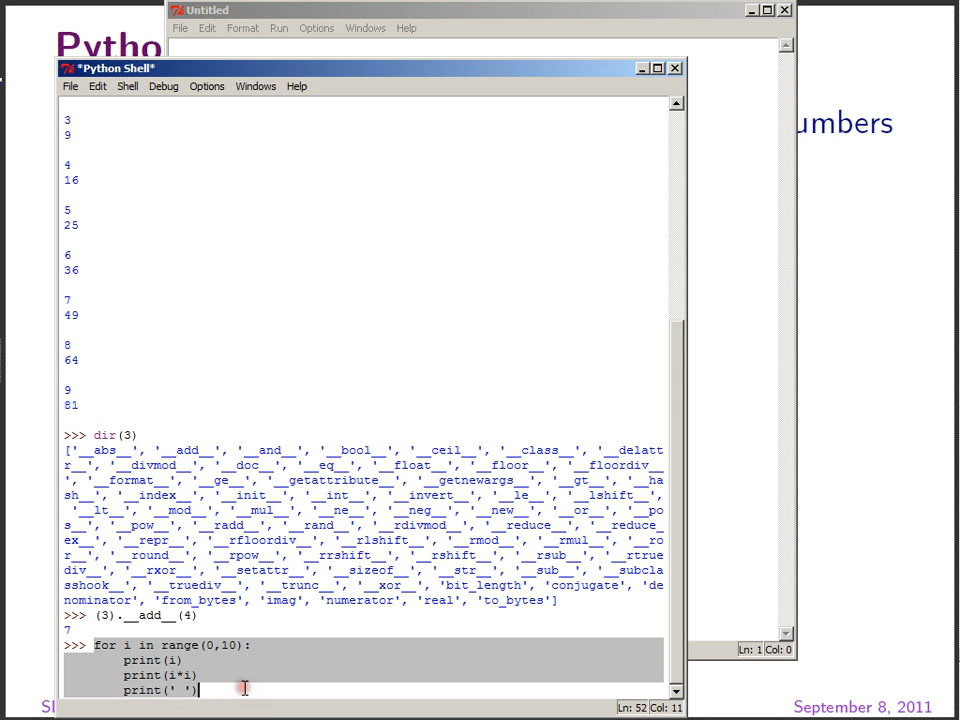 Untitled
File Edit Format Run Options Windows Help
Pytho
*Python Shell*
File Edit Shell Debug Options Windows Help
umbers
3
9
4
16
5
25
6
36
7
49
8
64
9
81
>>> dir(3)
['__abs__', '__add__', '__and__', '__bool__', '__ceil__', '__class__', '__delatt
r__', '__divmod__', '__doc__', '__eq__', '__float__', '__floor__', '__floordiv__
', '__format__', '__ge__', '__getattribute__', '__getnewargs__', '__gt__', '__ha
sh__', '__index__', '__init__', '__int__', '__invert__', '__le__', '__lshift__',
'__lt__', '__mod__', '__mul__', '__ne__', '__neg__', '__new__', '__or__', '__po
s__', '__pow__', '__radd__', '__rand__', '__rdivmod__', '__reduce__', '__reduce_
ex__', '__repr__', '__rfloordiv__', '__rlshift__', '__rmod__', '__rmul__', '__ro
r__', '__round__', '__rpow__', '__rrshift__', '__rshift__', '__rsub__', '__rtrue
div__', '__rxor__', '__setattr__', '__sizeof__', '__str__', '__sub__', '__subcla
sshook__', '__truediv__', '__trunc__', '__xor__', 'bit_length', 'conjugate', 'de
nominator', 'from_bytes', 'imag', 'numerator', 'real', 'to_bytes']
>>> (3).__add__(4)
7
>>> for i in range(0,10):
print(i)
print(i*i)
print(' ')
Ln: 1 Col: 0
Ln: 52 Col: 11
Sl
September 8, 2011